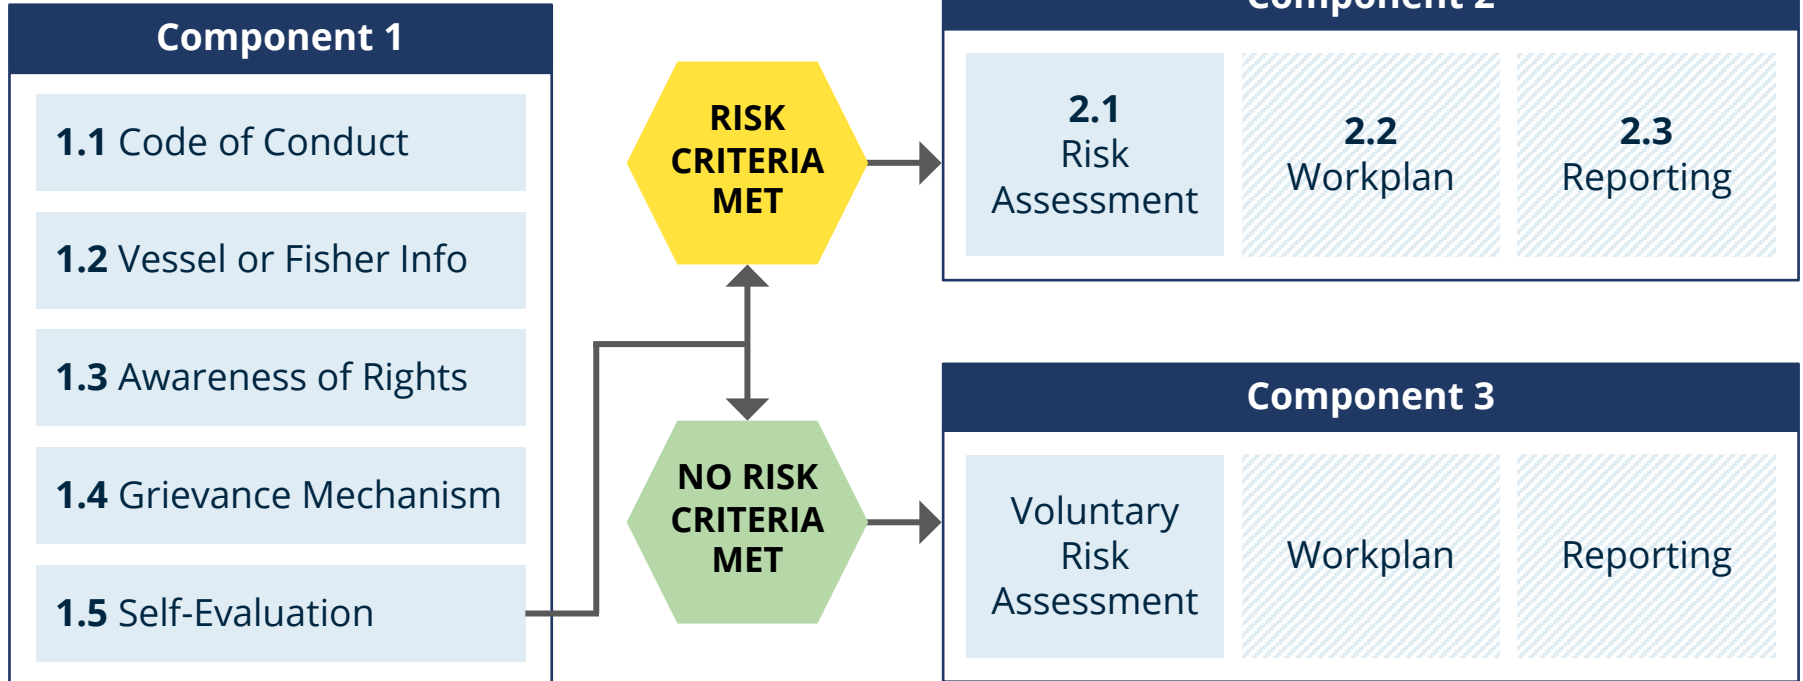 Component 1
1.1 Code of Conduct
1.2 Vessel or Fisher Info
1.3 Awareness of Rights
1.4 Grievance Mechanism
1.5 Self-Evaluation
RISK
CRITERIA
MET
NO RISK
CRITERIA
MET
Component 2
2.1
Risk
Assessment
2.2
Workplan
2.3
Reporting
Component 3
Voluntary
Risk
Assessment
Workplan
Reporting